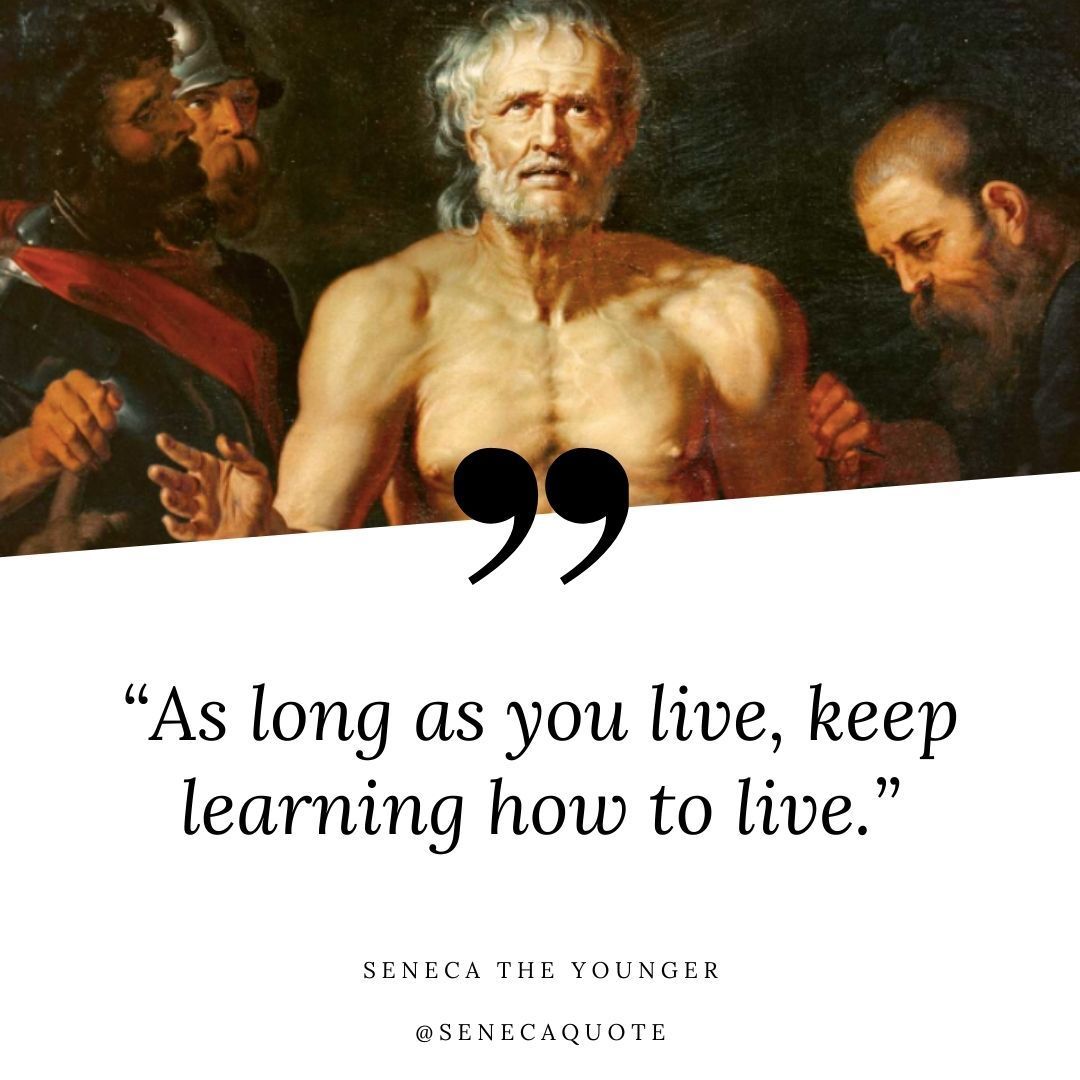 ”
“As long as you live, keep
learning how to live.”
SENECA THE YOUNGER
@SENECAQUOTE